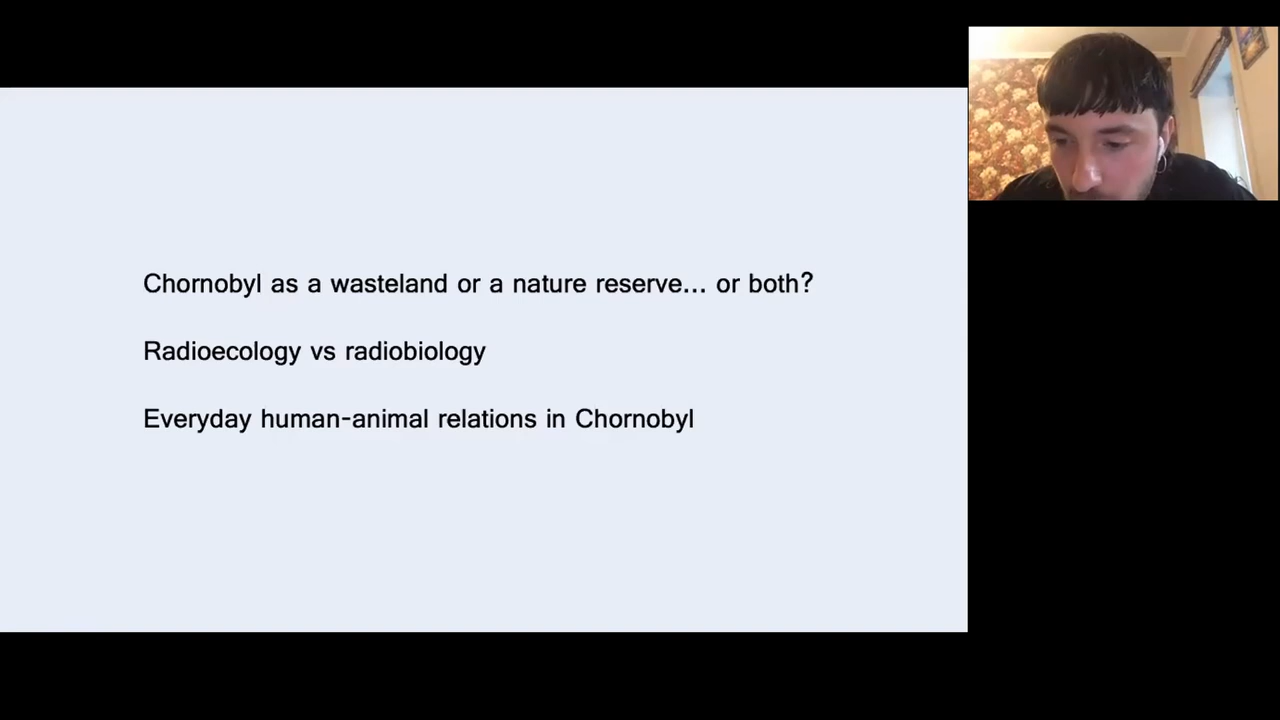 Chornobyl as a wasteland or a nature reserve... or both?
Radioecology vs radiobiology
Everyday human-animal relations in Chornobyl